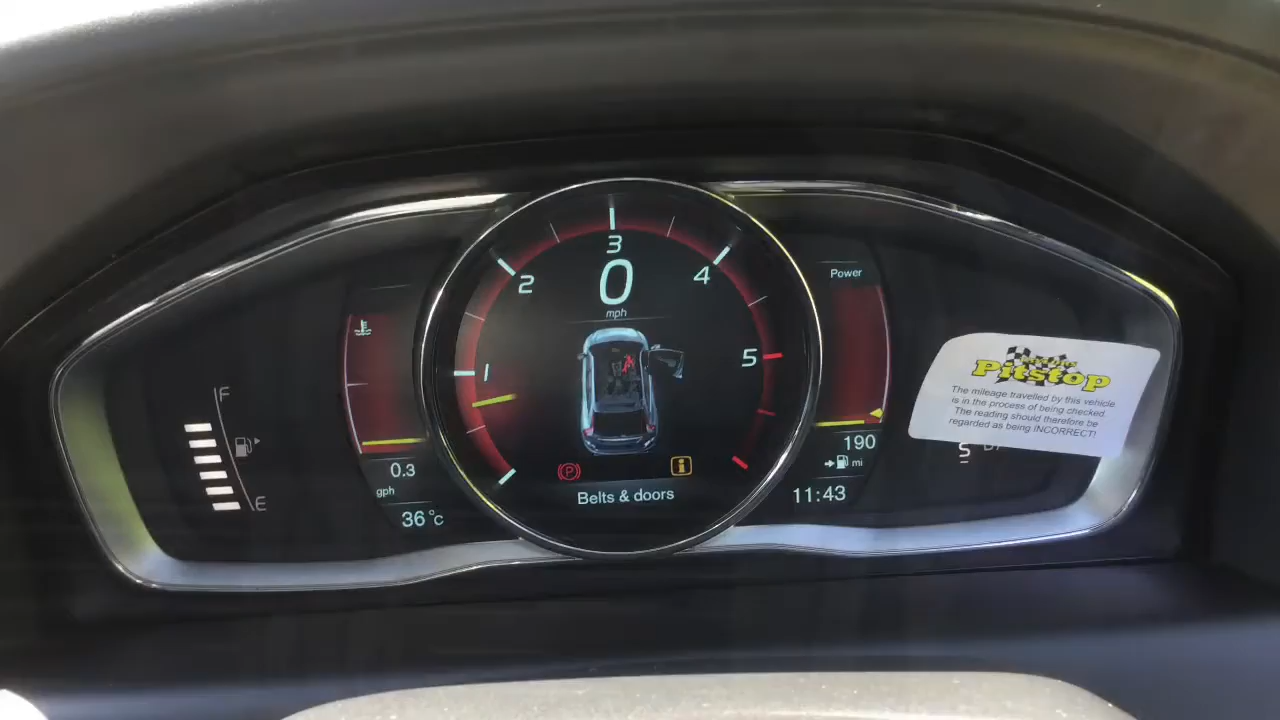 3
2
4
0
mph
1
5
Belts & doors
F
E
0.3
gph
36°c
Power
190
mi
11:43
Pitstop
The mileage travelled by this vehicle
is in the process of being checked.
The reading should therefore be
regarded as being INCORRECT!
S